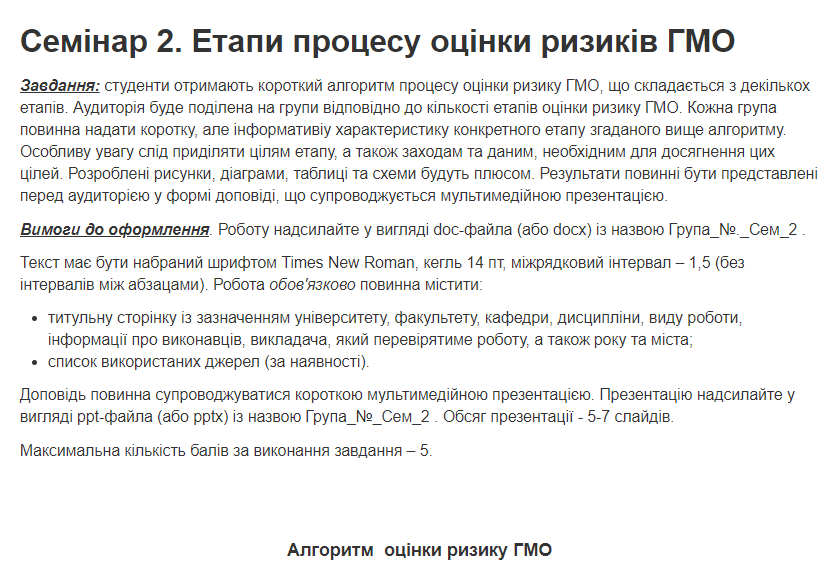 Семінар 2. Етапи процесу оцінки ризиків ГМО
Завдання: студенти отримають короткий алгоритм процесу оцінки ризику ГМО, що складається з декількох
етапів. Аудиторія буде поділена на групи відповідно до кількості етапів оцінки ризику ГМО. Кожна група
повинна надати коротку, але інформативіу характеристику конкретного етапу згаданого вище алгоритму.
Особливу увагу слід приділяти цілям етапу, а також заходам та даним, необхідним для досягнення цих
цілей. Розроблені рисунки, діаграми, таблиці та схеми будуть плюсом. Результати повинні бути представлені
перед аудиторією у формі доповіді, що супроводжується мультимедійною презентацією.
Вимоги до оформлення. Роботу надсилайте у вигляді doc-файла (або docx) із назвою Група_№._Сем_2 .
Текст має бути набраний шрифтом Times New Roman, кегль 14 пт, міжрядковий інтервал – 1,5 (без
інтервалів між абзацами). Робота обов'язково повинна містити:
• титульну сторінку із зазначенням університету, факультету, кафедри, дисципліни, виду роботи,
інформації про виконавців, викладача, який перевірятиме роботу, а також року та міста;
• список використаних джерел (за наявності).
Доповідь повинна супроводжуватися короткою мультимедійною презентацією. Презентацію надсилайте у
вигляді ppt-файла (або pptx) із назвою Група_№_Сем_2 . Обсяг презентації - 5-7 слайдів.
Максимальна кількість балів за виконання завдання – 5.
Алгоритм  оцінки ризику ГМО